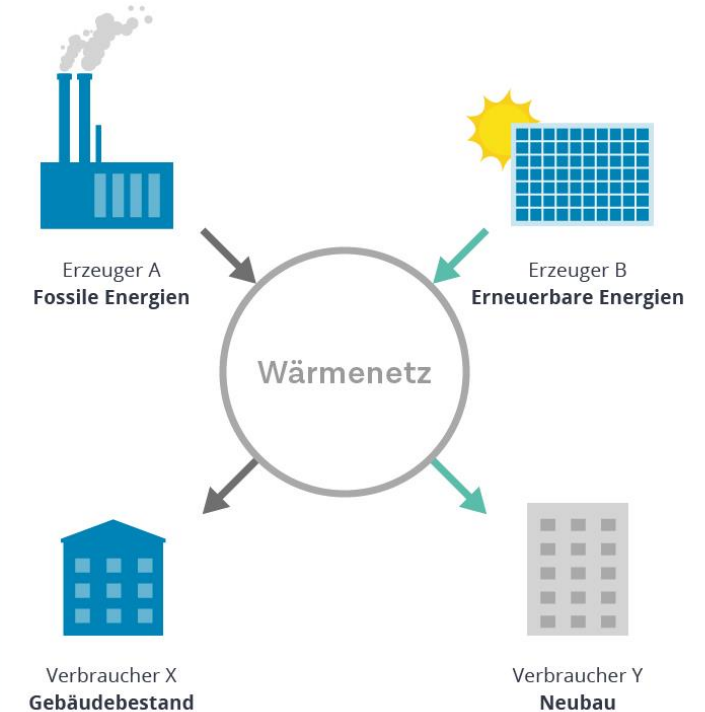 Erzeuger A
Fossile Energien
Erzeuger B
Erneuerbare Energien
Wärmenetz
Verbraucher X
Gebäudebestand
Verbraucher Y
Neubau